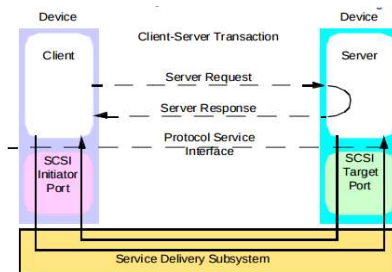 Device
Device
Client-Server Transaction
Client
Server
Server Request
Server Response
Protocol Service
Interface
SCSI
Initiator
Port
SCSI
Target
Port
Service Delivery Subsystem